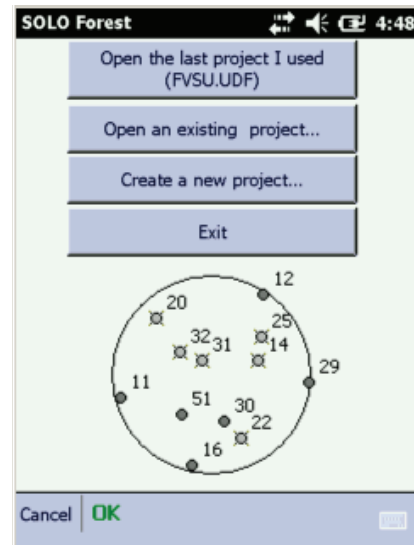 SOLO Forest 4:48
Open the last project I used
(FVSU.UDF)
Open an existing project...
Create a new project...
Exit
12
20
25
32
31
14
29
11
51
30
22
16
Cancel OK